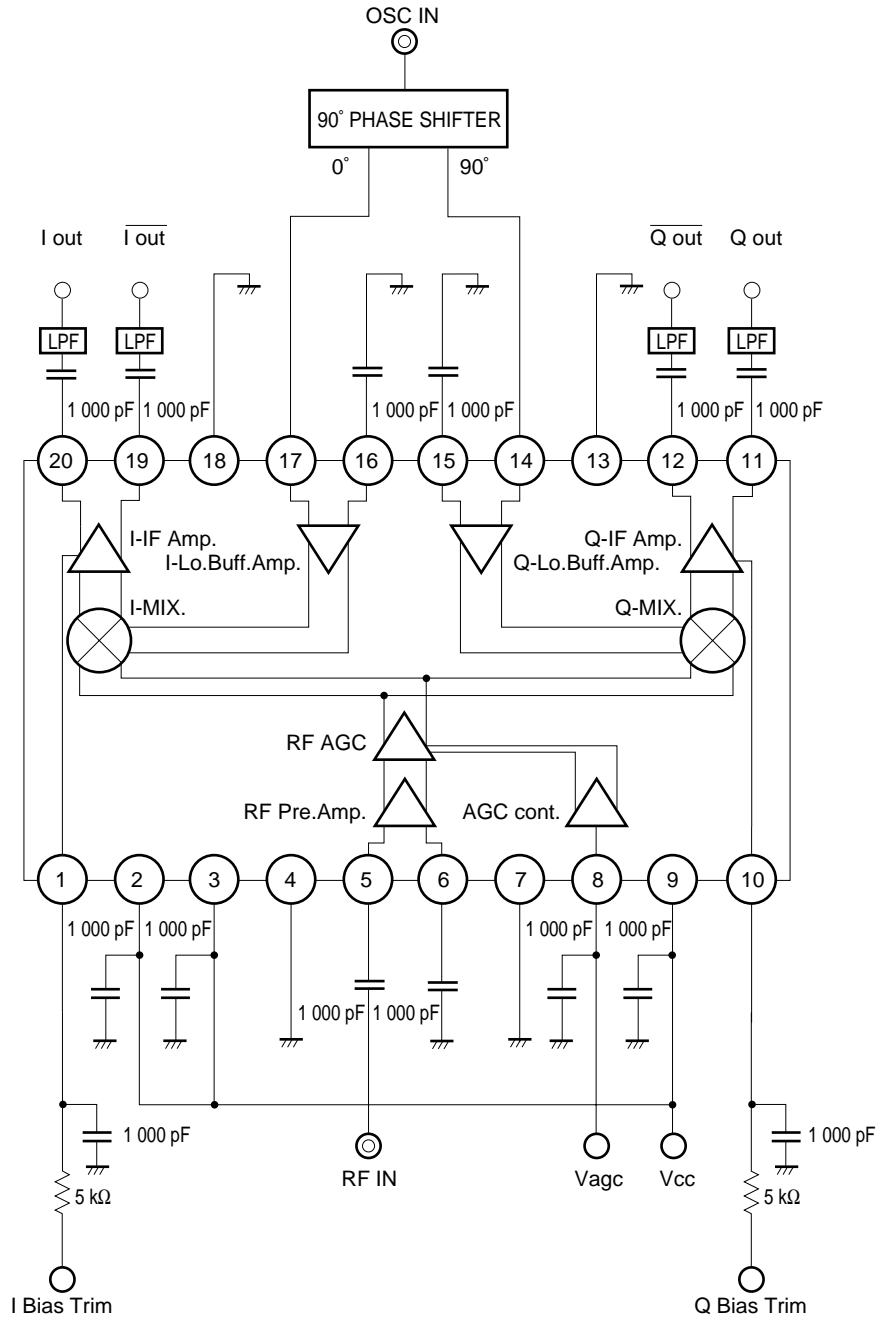 OSC IN
90° PHASE SHIFTER
0° 90°
I out I out Q out Q out
LPF LPF LPF LPF
1 000 pF 1 000 pF 1 000 pF 1 000 pF 1 000 pF 1 000 pF
20 19 18 17 16 15 14 13 12 11
I-IF Amp. Q-IF Amp.
I-Lo.Buff.Amp. Q-Lo.Buff.Amp.
I-MIX. Q-MIX.
RF AGC
RF Pre.Amp. AGC cont.
1 2 3 4 5 6 7 8 9 10
1 000 pF 1 000 pF 1 000 pF 1 000 pF
1 000 pF 1 000 pF
1 000 pF 1 000 pF
RF IN Vagc Vcc
5 kΩ 5 kΩ
I Bias Trim Q Bias Trim